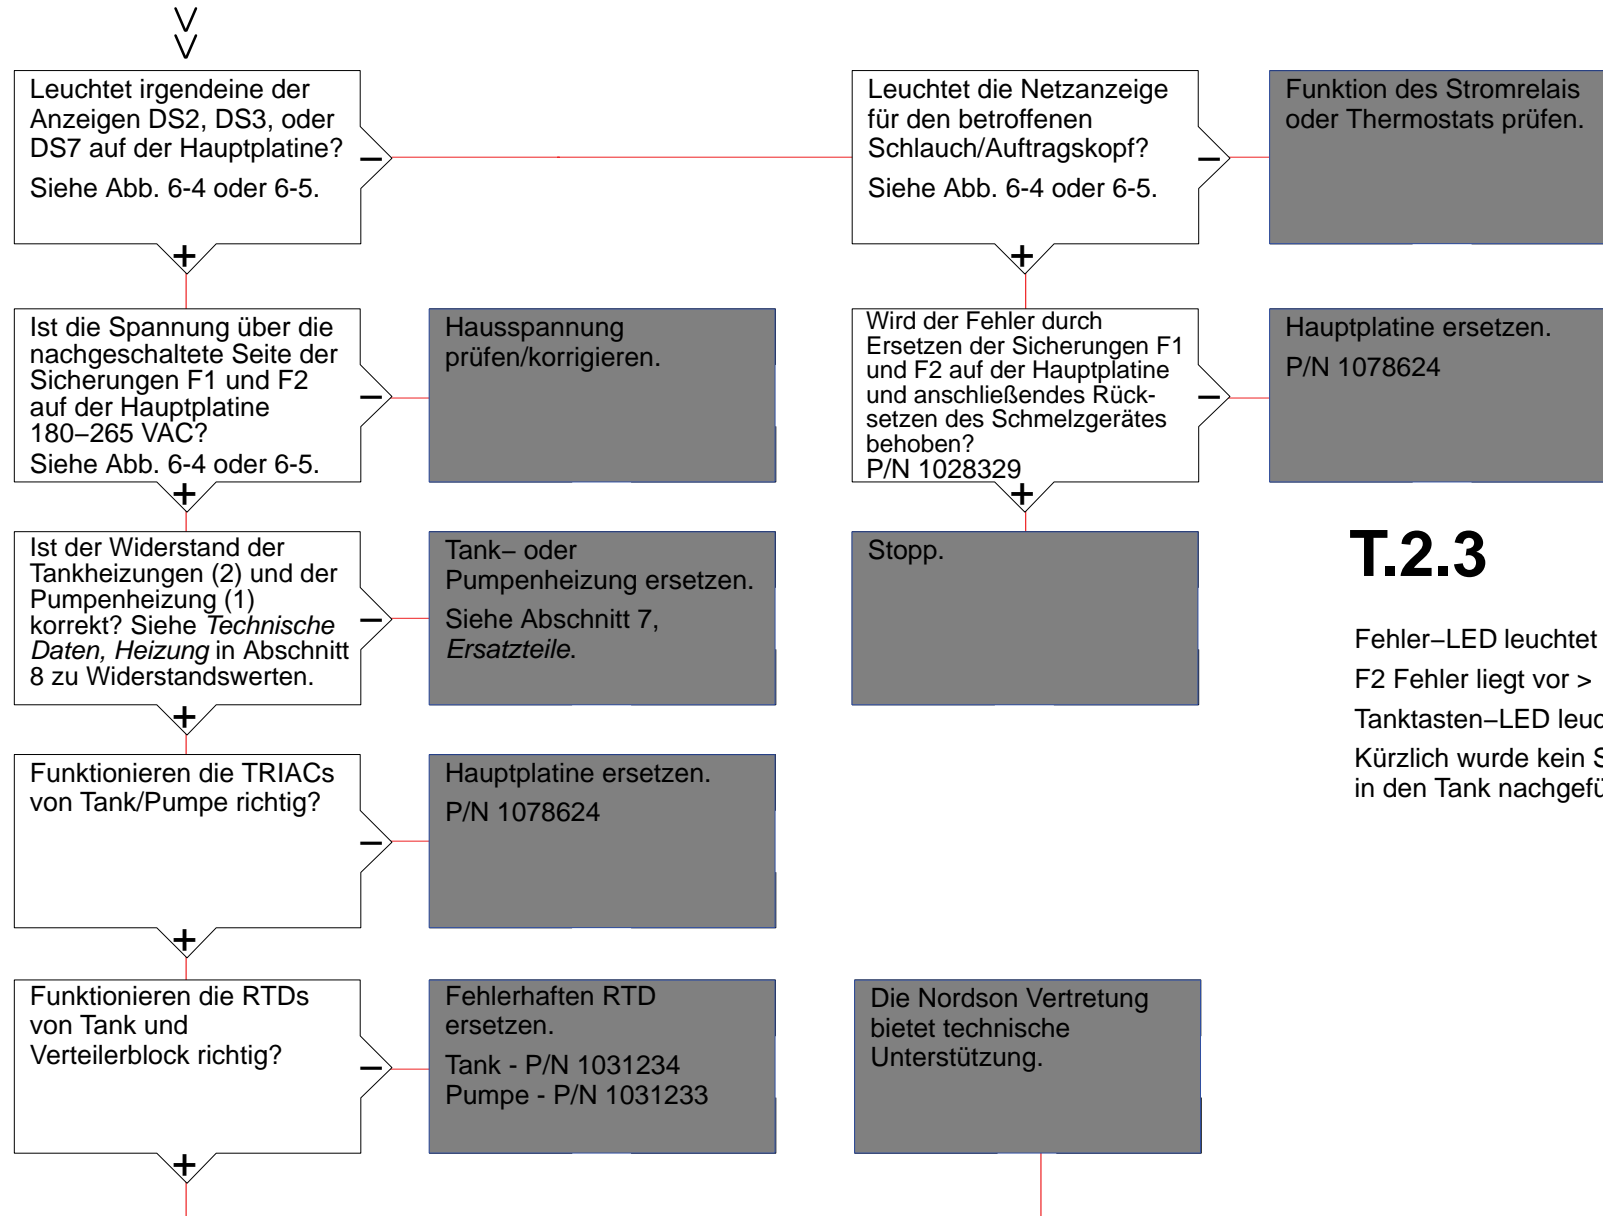 Leuchtet irgendeine der
Anzeigen DS2, DS3, oder
DS7 auf der Hauptplatine?
Siehe Abb. 6-4 oder 6-5.
–
+
Leuchtet die Netzanzeige
für den betroffenen
Schlauch/Auftragskopf?
Siehe Abb. 6-4 oder 6-5.
–
+
Funktion des Stromrelais
oder Thermostats prüfen.
Ist die Spannung über die
nachgeschaltete Seite der
Sicherungen F1 und F2
auf der Hauptplatine
180–265 VAC?
Siehe Abb. 6-4 oder 6-5.
–
+
Hausspannung
prüfen/korrigieren.
Wird der Fehler durch
Ersetzen der Sicherungen F1
und F2 auf der Hauptplatine
und anschließendes Rück-
setzen des Schmelzgerätes
behoben?
P/N 1028329
–
+
Hauptplatine ersetzen.
P/N 1078624
Ist der Widerstand der
Tankheizungen (2) und der
Pumpenheizung (1)
korrekt? Siehe Technische
Daten, Heizung in Abschnitt
8 zu Widerstandswerten.
–
+
Tank– oder
Pumpenheizung ersetzen.
Siehe Abschnitt 7,
Ersatzteile.
Stopp.
T.2.3
Fehler–LED leuchtet
F2 Fehler liegt vor >
Tanktasten–LED
Kürzlich wurde kein
in den Tank
Funktionieren die TRIACs
von Tank/Pumpe richtig?
–
+
Hauptplatine ersetzen.
P/N 1078624
Funktionieren die RTDs
von Tank und
Verteilerblock richtig?
–
+
Fehlerhaften RTD
ersetzen.
Tank - P/N 1031234
Pumpe - P/N 1031233
Die Nordson Vertretung
bietet technische
Unterstützung.